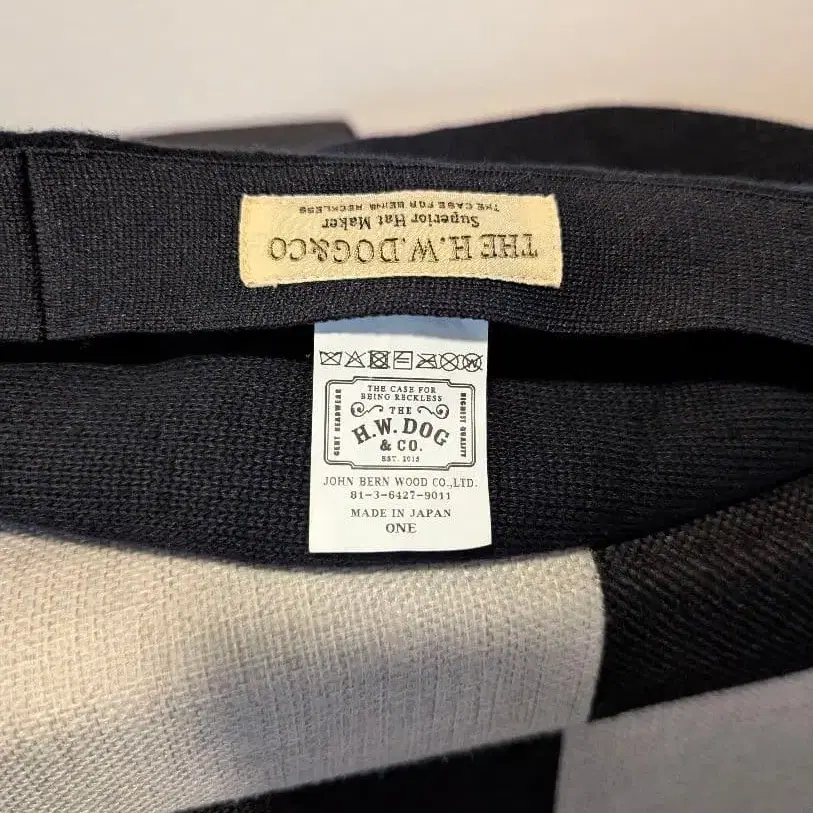 THE H.W.DOG&CO
Superior Hat Maker
THE CASE FOR BEING RECKLESS
THE CASE FOR
BEING RECKLESS
THE
H.W.DOG
& CO.
EST. 2015
GENT HEADWEAR
HIGHEST QUALITY
JOHN BERN WOOD CO.,LTD.
81-3-6427-9011
MADE IN JAPAN
ONE